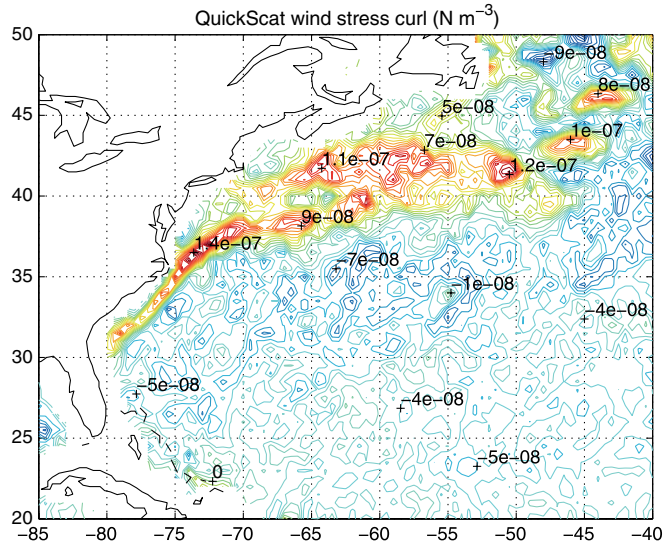 QuickScat wind stress curl (N m−3)
50
−9e−08
8e−08
45
5e−08
1e−07
7e−08
1.1e−07
1.2e−07
40
9e−08
1.4e−07
35
−7e−08
−1e−08
−4e−08
30
−5e−08
−4e−08
25
−5e−08
0
20
−85 −80 −75 −70 −65 −60 −55 −50 −45 −40